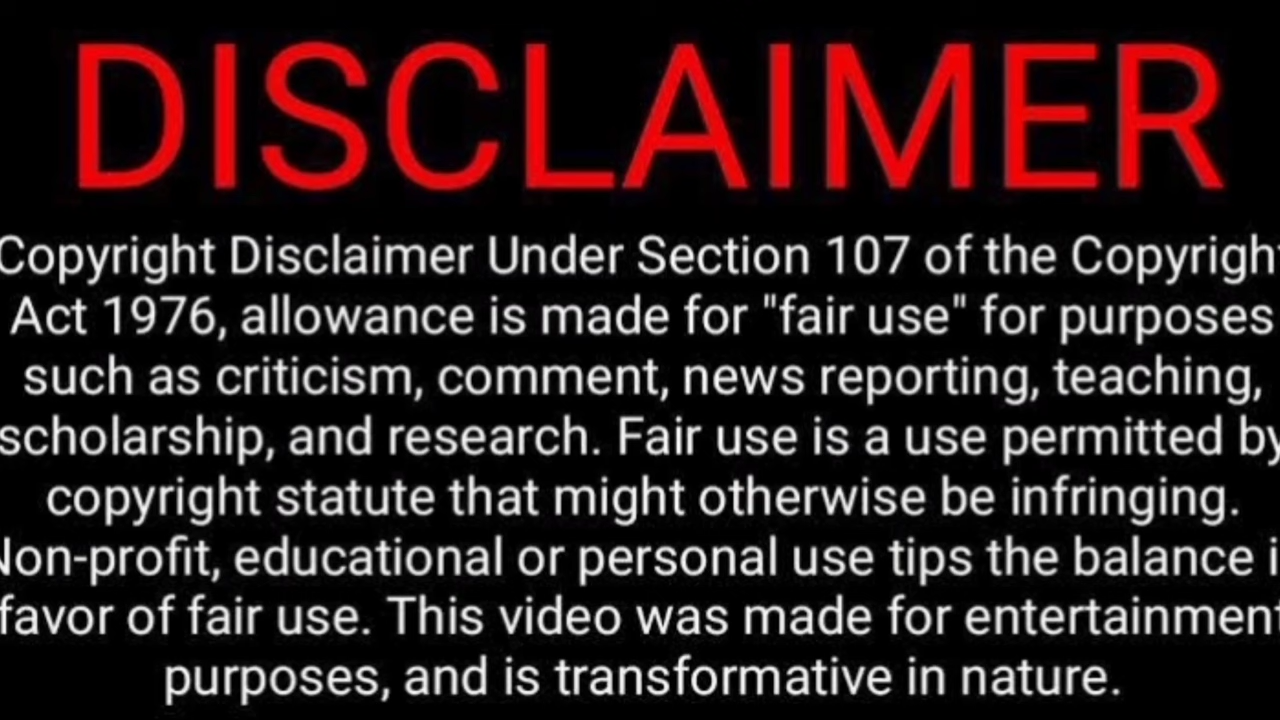 DISCLAIMER
Copyright Disclaimer Under Section 107 of the Copyright
Act 1976, allowance is made for "fair use" for purposes
such as criticism, comment, news reporting, teaching,
scholarship, and research. Fair use is a use permitted by
copyright statute that might otherwise be infringing.
Non-profit, educational or personal use tips the balance i
favor of fair use. This video was made for entertainment
purposes, and is transformative in nature.